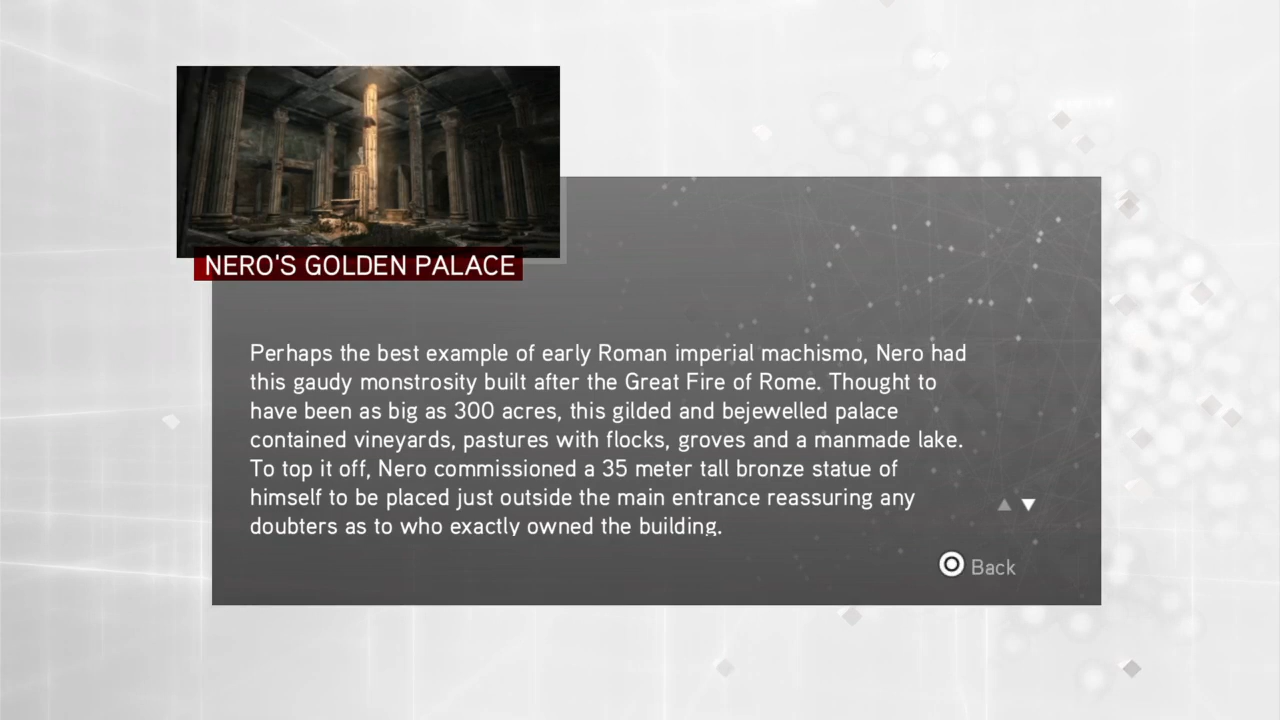 NERO'S GOLDEN PALACE
Perhaps the best example of early Roman imperial machismo, Nero had
this gaudy monstrosity built after the Great Fire of Rome. Thought to
have been as big as 300 acres, this gilded and bejewelled palace
contained vineyards, pastures with flocks, groves and a manmade lake.
To top it off, Nero commissioned a 35 meter tall bronze statue of
himself to be placed just outside the main entrance reassuring any
doubters as to who exactly owned the building.
Back